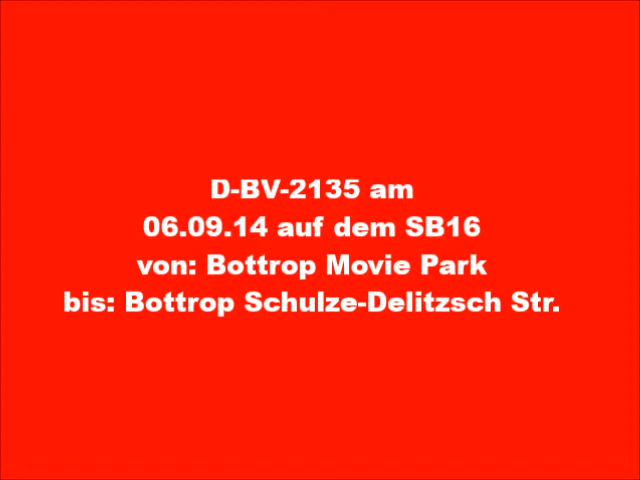 D-BV-2135 am
06.09.14 auf dem SB16
von: Bottrop Movie Park
bis: Bottrop Schulze-Delitzsch Str.